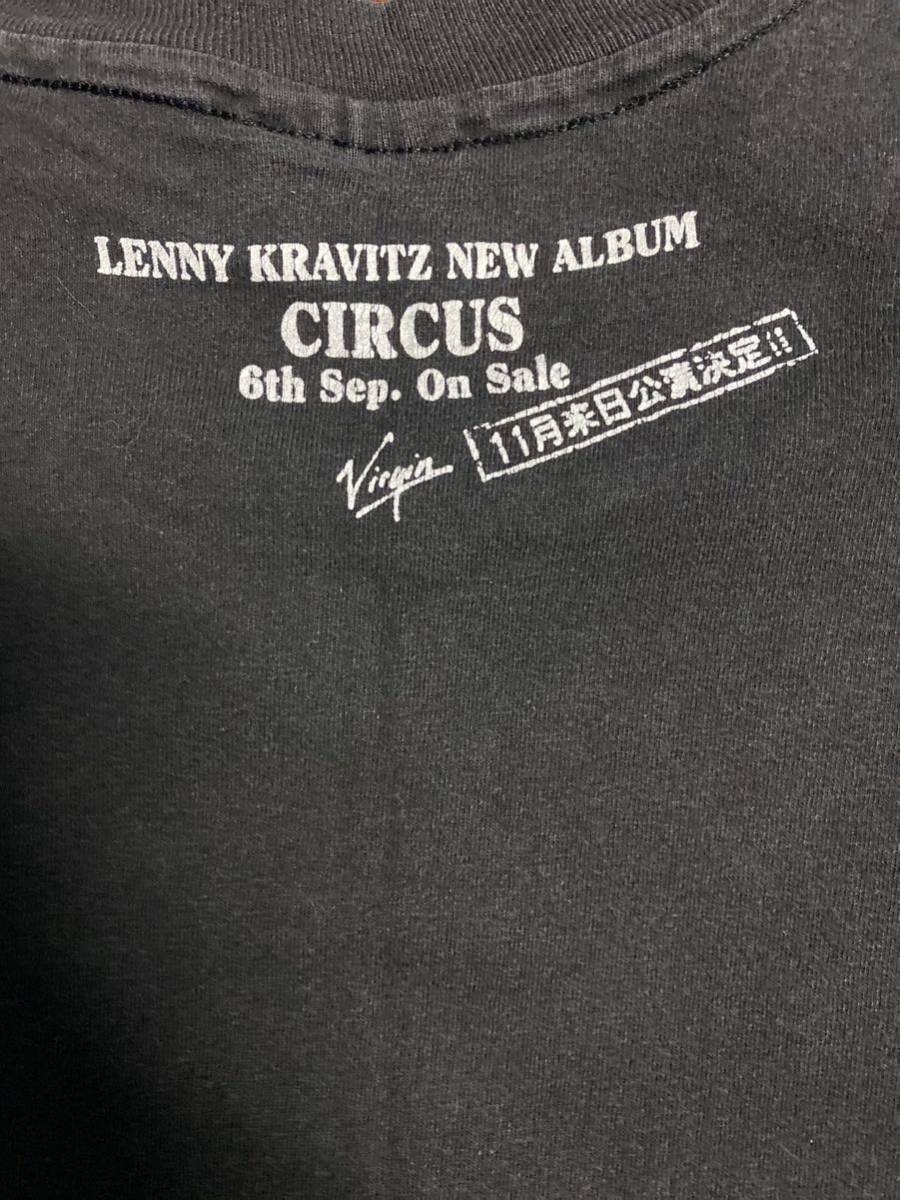 LENNY KRAVITZ NEW ALBUM
CIRCUS
6th Sep. On Sale
Virgin
11月来日公演決定!!